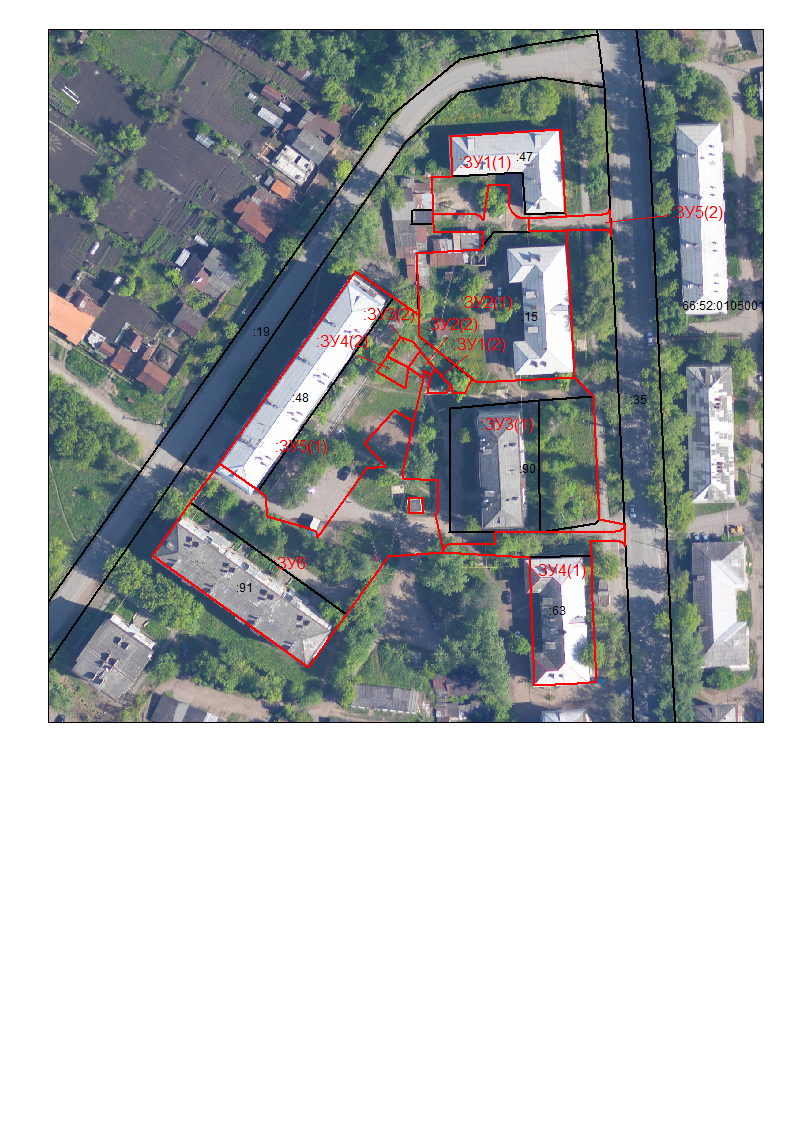 :ЗУ1(1)
:47
:ЗУ5(2)
:ЗУ2(1)
66:52:0105001
:ЗУ3(2)
:15
:ЗУ2(2)
:19
:ЗУ4(2)
:ЗУ1(2)
:48
:35
:ЗУ3(1)
:ЗУ5(1)
:90
:ЗУ6
:ЗУ4(1)
:91
:63